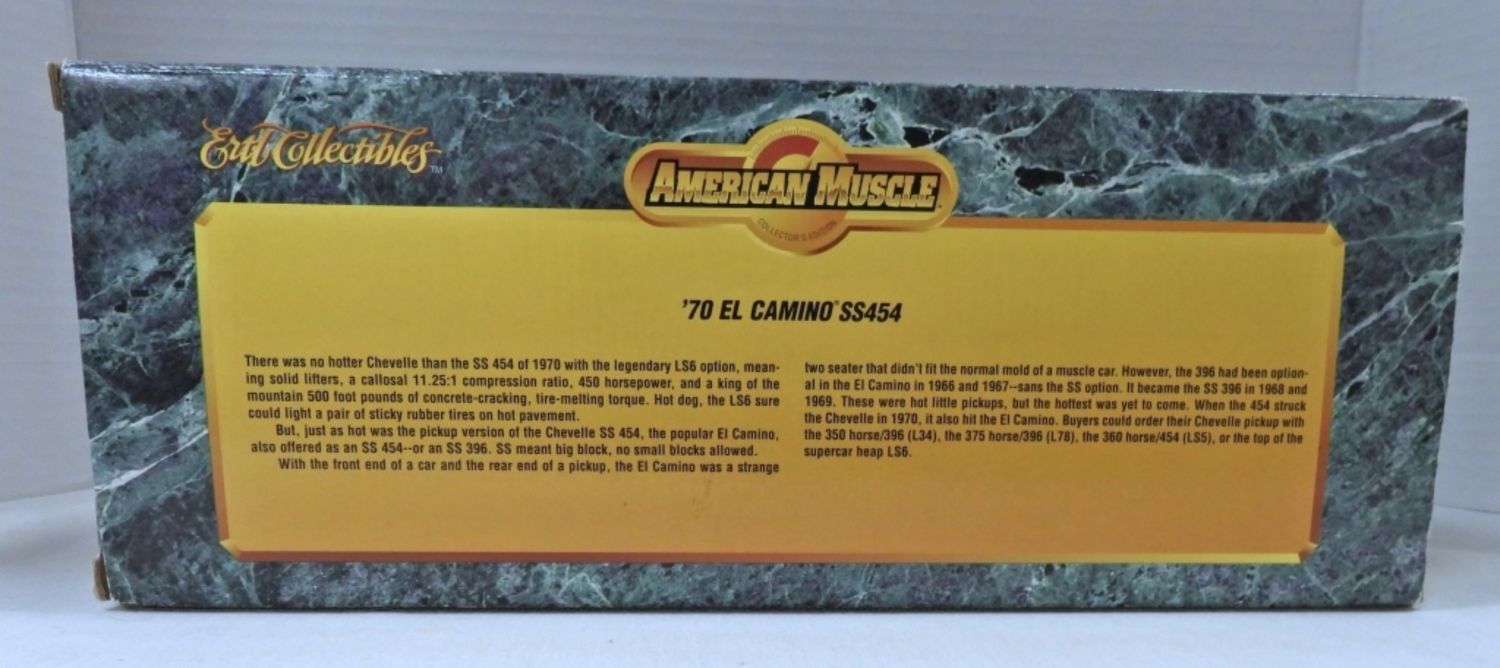 Ertl Collectibles™
AMERICAN MUSCLE
COLLECTOR'S EDITION
'70 EL CAMINO® SS454
There was no hotter Chevelle than the SS 454 of 1970 with the legendary LS6 option, mean-
ing solid lifters, a callosal 11.25:1 compression ratio, 450 horsepower, and a king of the
mountain 500 foot pounds of concrete-cracking, tire-melting torque. Hot dog, the LS6 sure
could light a pair of sticky rubber tires on hot pavement.
But, just as hot was the pickup version of the Chevelle SS 454, the popular El Camino,
also offered as an SS 454--or an SS 396. SS meant big block, no small blocks allowed.
With the front end of a car and the rear end of a pickup, the El Camino was a strange
two seater that didn't fit the normal mold of a muscle car. However, the 396 had been option-
al in the El Camino in 1966 and 1967--sans the SS option. It became the SS 396 in 1968 and
1969. These were hot little pickups, but the hottest was yet to come. When the 454 struck
the Chevelle in 1970, it also hit the El Camino. Buyers could order their Chevelle pickup with
the 350 horse/396 (L34), the 375 horse/396 (L78), the 360 horse/454 (LS5), or the top of the
supercar heap LS6.